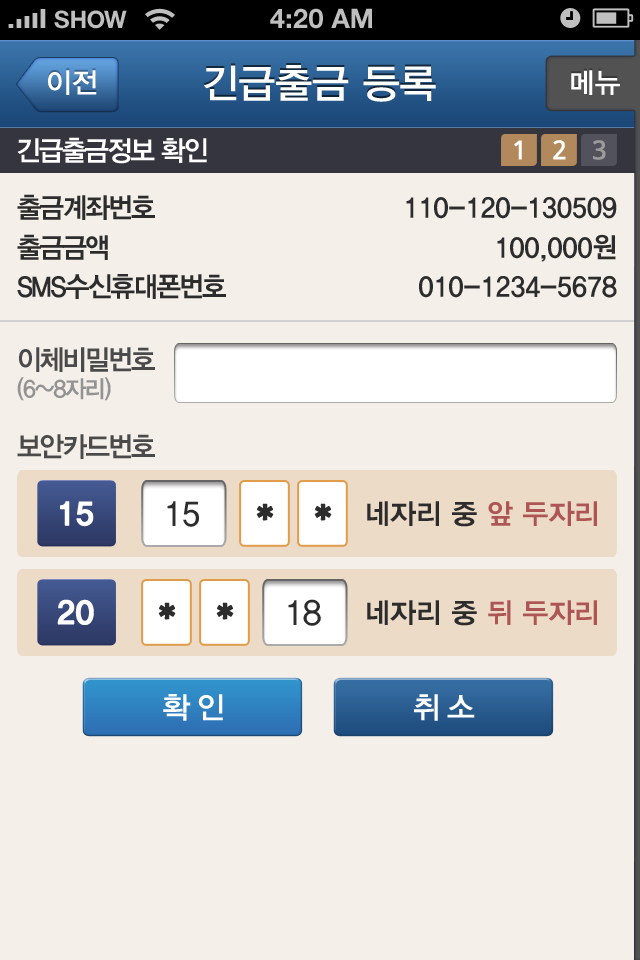 SHOW 4:20 AM
이전 긴급출금 등록 메뉴
긴급출금정보 확인 1 2 3
출금계좌번호 110-120-130509
출금금액 100,000원
SMS수신휴대폰번호 010-1234-5678
이체비밀번호
(6~8자리)
보안카드번호
15 15 * * 네자리 중 앞 두자리
20 * * 18 네자리 중 뒤 두자리
확인 취소